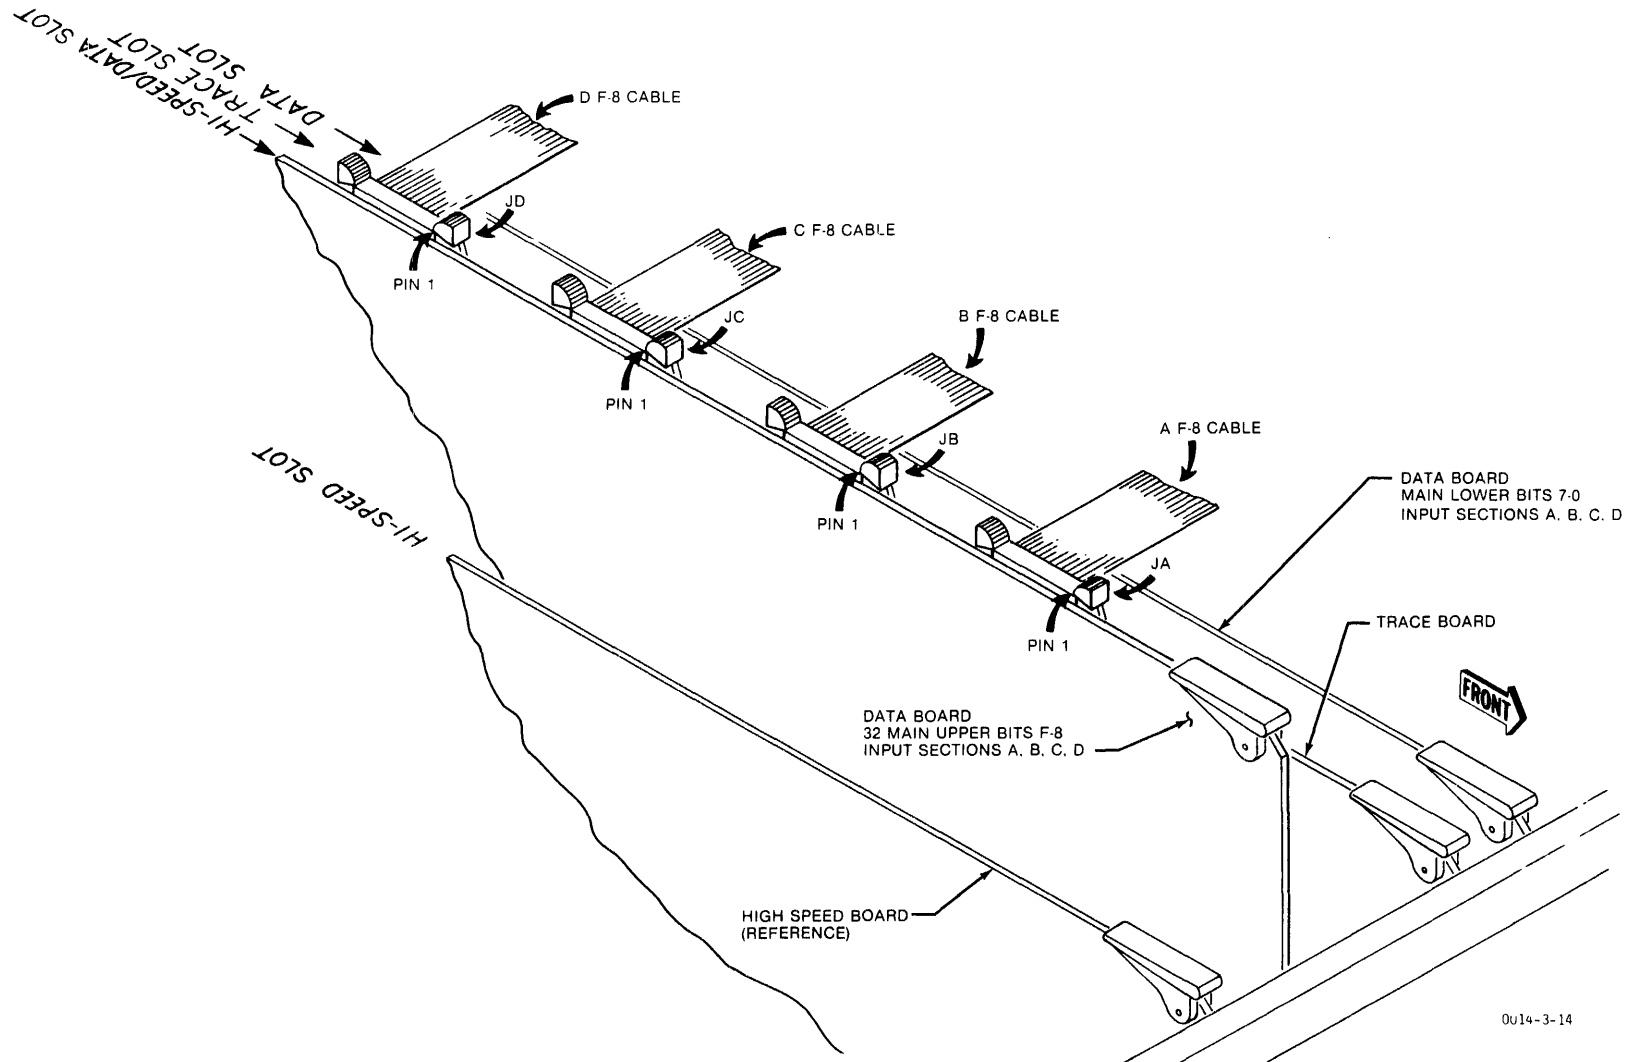 HI-SPEED/DATA SLOT
TRACE SLOT
DATA SLOT
D F-8 CABLE
JD
PIN 1
C F-8 CABLE
JC
PIN 1
B F-8 CABLE
JB
PIN 1
A F-8 CABLE
JA
PIN 1
HI-SPEED SLOT
DATA BOARD
MAIN LOWER BITS 7-0
INPUT SECTIONS A, B, C, D
TRACE BOARD
FRONT
DATA BOARD
32 MAIN UPPER BITS F-8
INPUT SECTIONS A, B, C, D
HIGH SPEED BOARD
(REFERENCE)
0U14-3-14